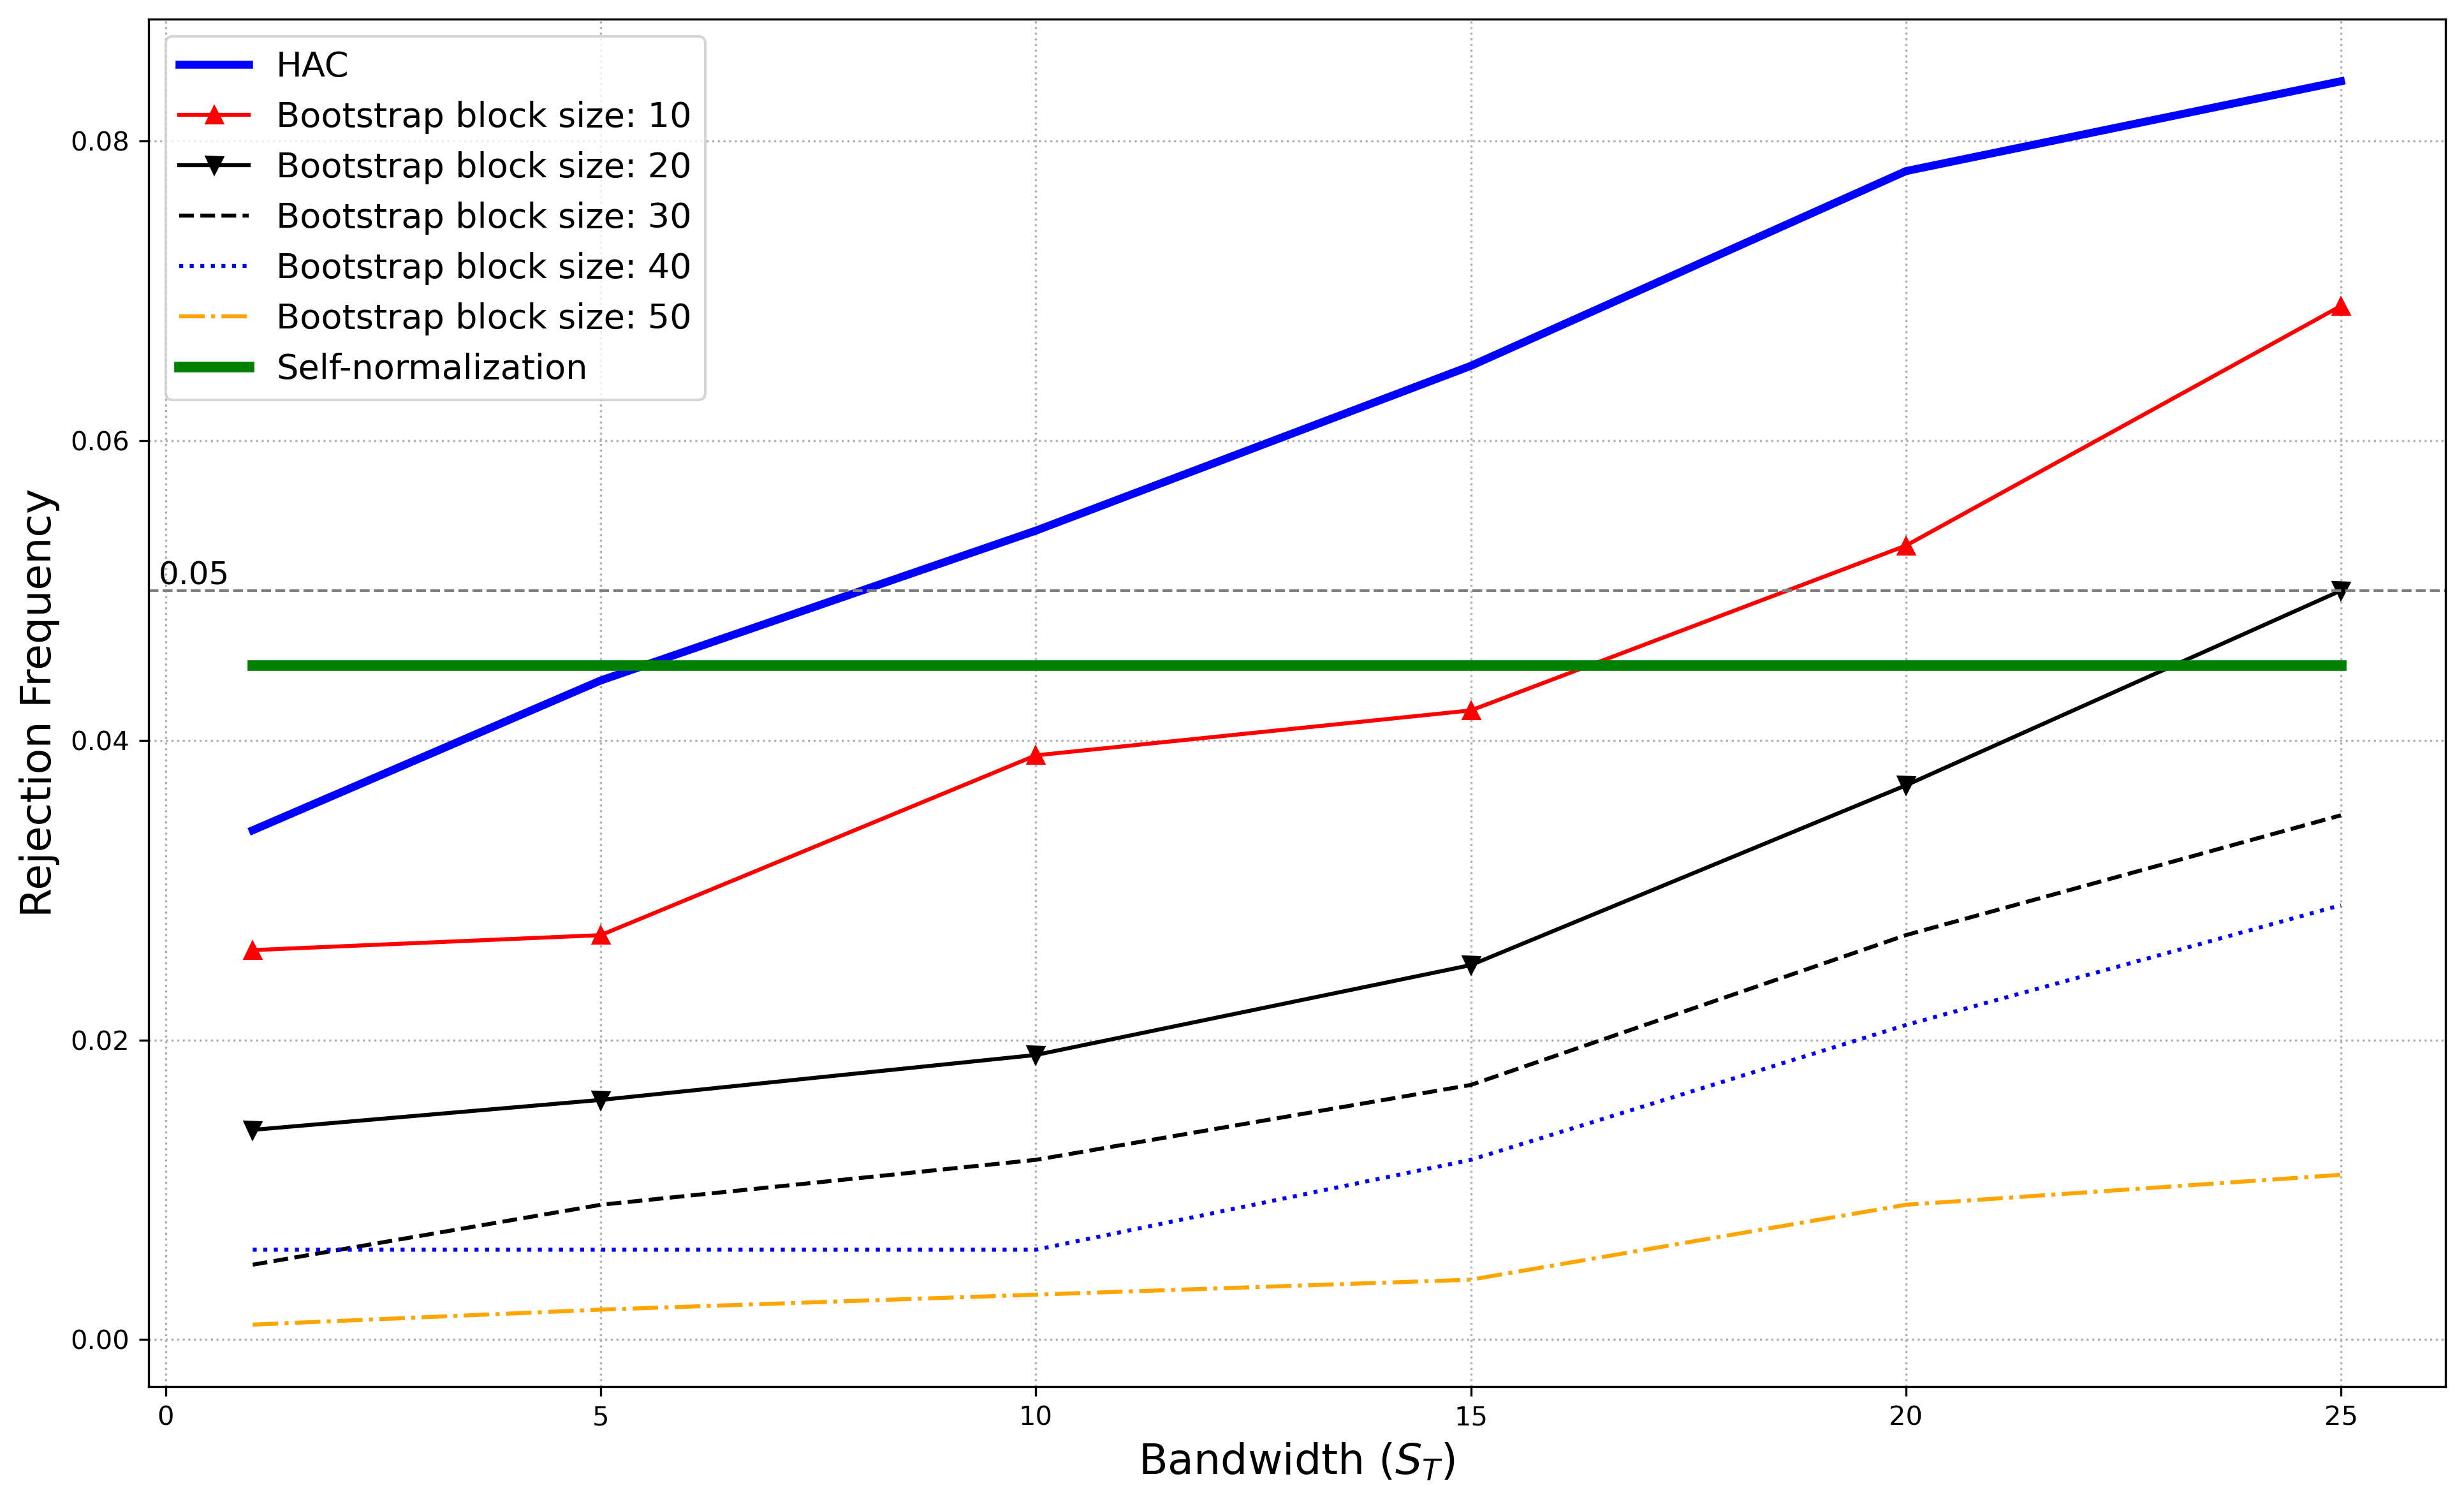 HAC
Bootstrap block size: 10
Bootstrap block size: 20
Bootstrap block size: 30
Bootstrap block size: 40
Bootstrap block size: 50
Self-normalization
0.08
0.06
0.05
0.04
0.02
0.00
Rejection Frequency
0 5 10 15 20 25
Bandwidth (S_T)